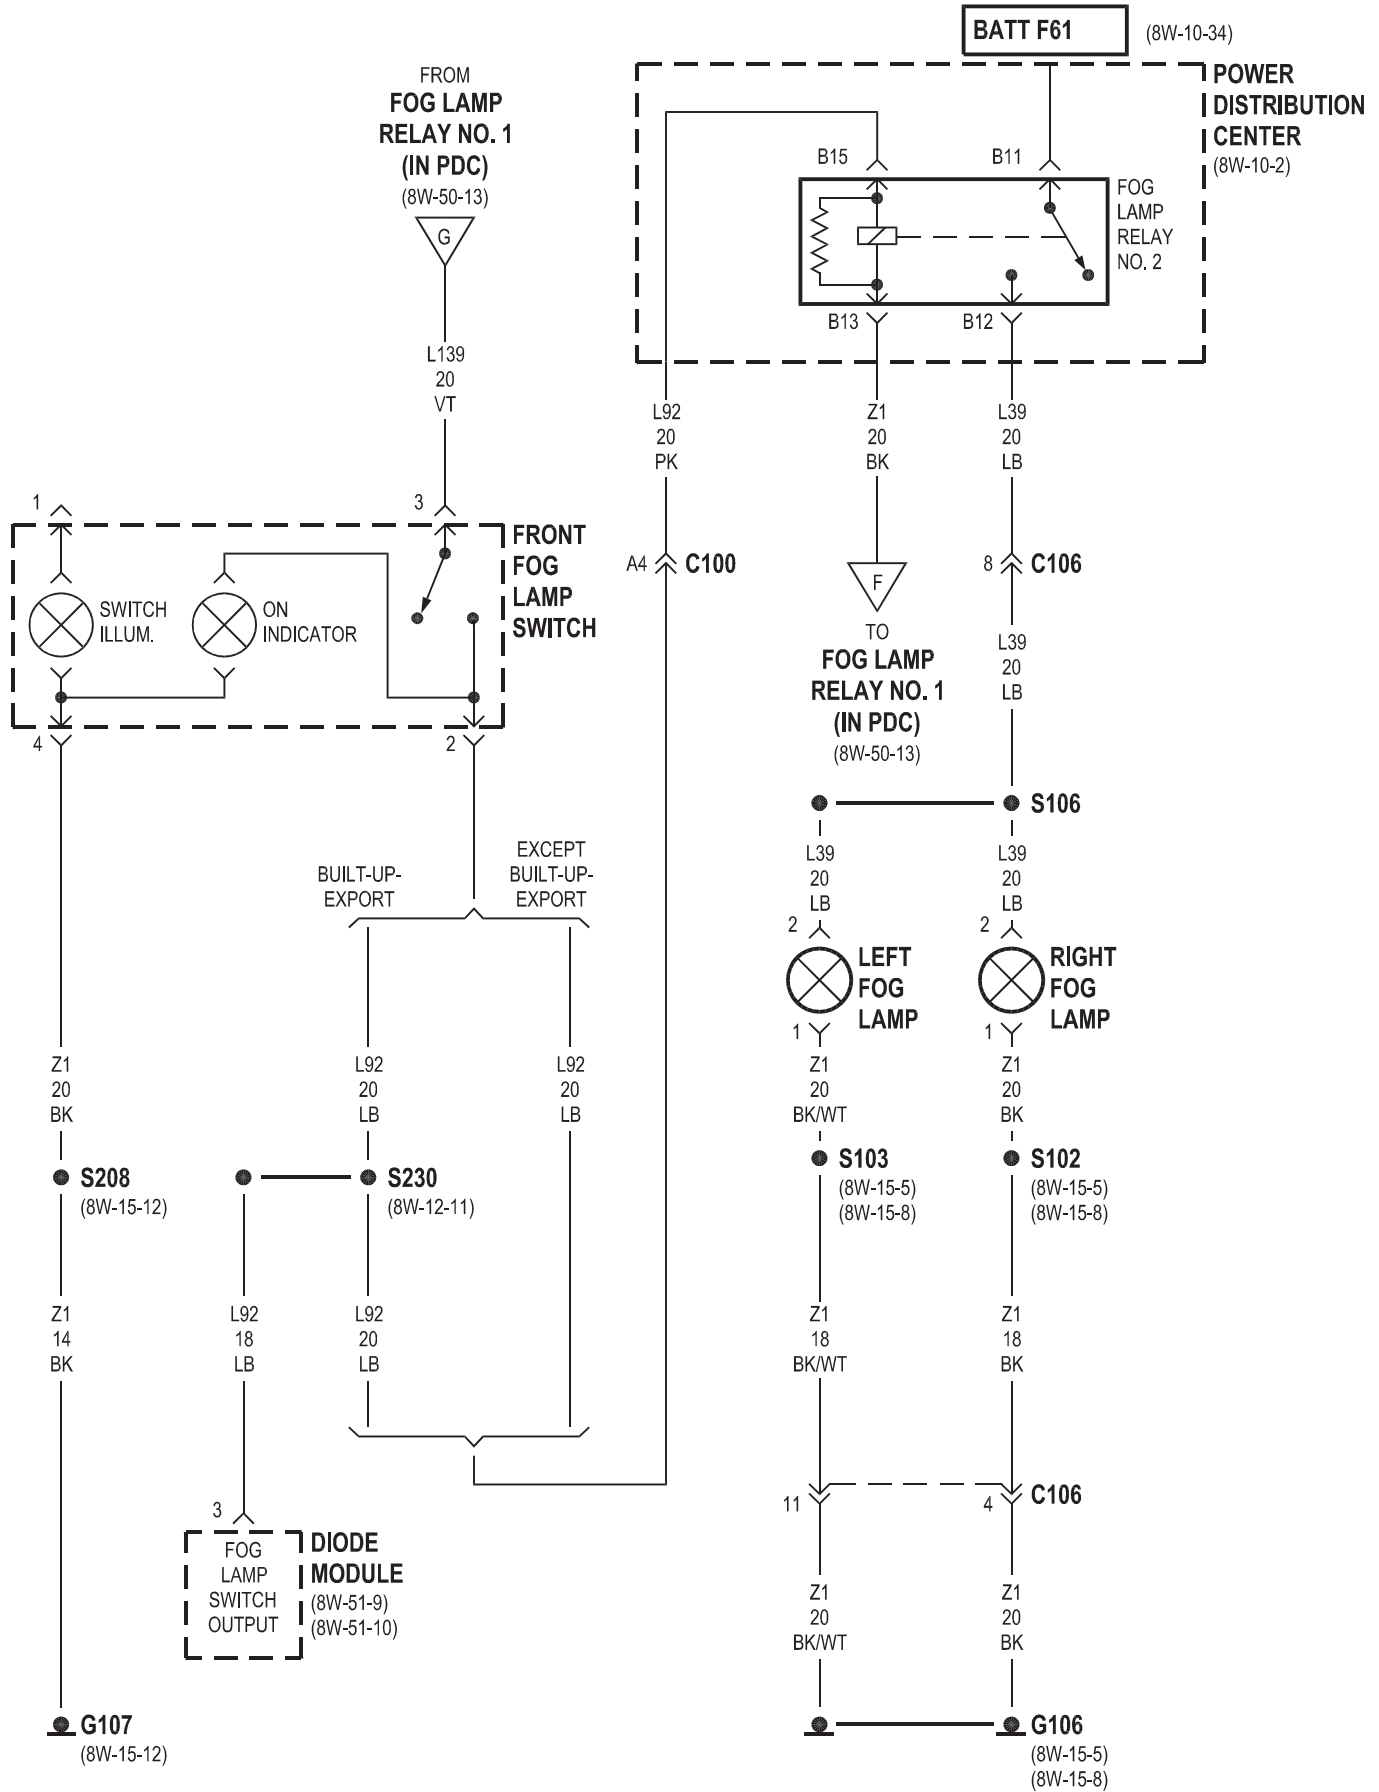 BATT F61
(8W-10-34)
FROM
FOG LAMP
RELAY NO. 1
(IN PDC)
(8W-50-13)
G
POWER
DISTRIBUTION
CENTER
(8W-10-2)
B15
B11
FOG
LAMP
RELAY
NO. 2
B13
B12
L139
20
VT
L92
20
PK
Z1
20
BK
L39
20
LB
1
3
FRONT
FOG
LAMP
SWITCH
SWITCH
ILLUM.
ON
INDICATOR
4
2
A4
C100
F
TO
FOG LAMP
RELAY NO. 1
(IN PDC)
(8W-50-13)
8
C106
L39
20
LB
S106
BUILT-UP-
EXPORT
EXCEPT
BUILT-UP-
EXPORT
L39
20
LB
L39
20
LB
2
LEFT
FOG
LAMP
1
2
RIGHT
FOG
LAMP
1
Z1
20
BK
L92
20
LB
L92
20
LB
Z1
20
BK/WT
Z1
20
BK
S208
(8W-15-12)
S230
(8W-12-11)
S103
(8W-15-5)
(8W-15-8)
S102
(8W-15-5)
(8W-15-8)
Z1
14
BK
L92
18
LB
L92
20
LB
Z1
18
BK/WT
Z1
18
BK
3
FOG
LAMP
SWITCH
OUTPUT
DIODE
MODULE
(8W-51-9)
(8W-51-10)
11
4
C106
Z1
20
BK/WT
Z1
20
BK
G107
(8W-15-12)
G106
(8W-15-5)
(8W-15-8)